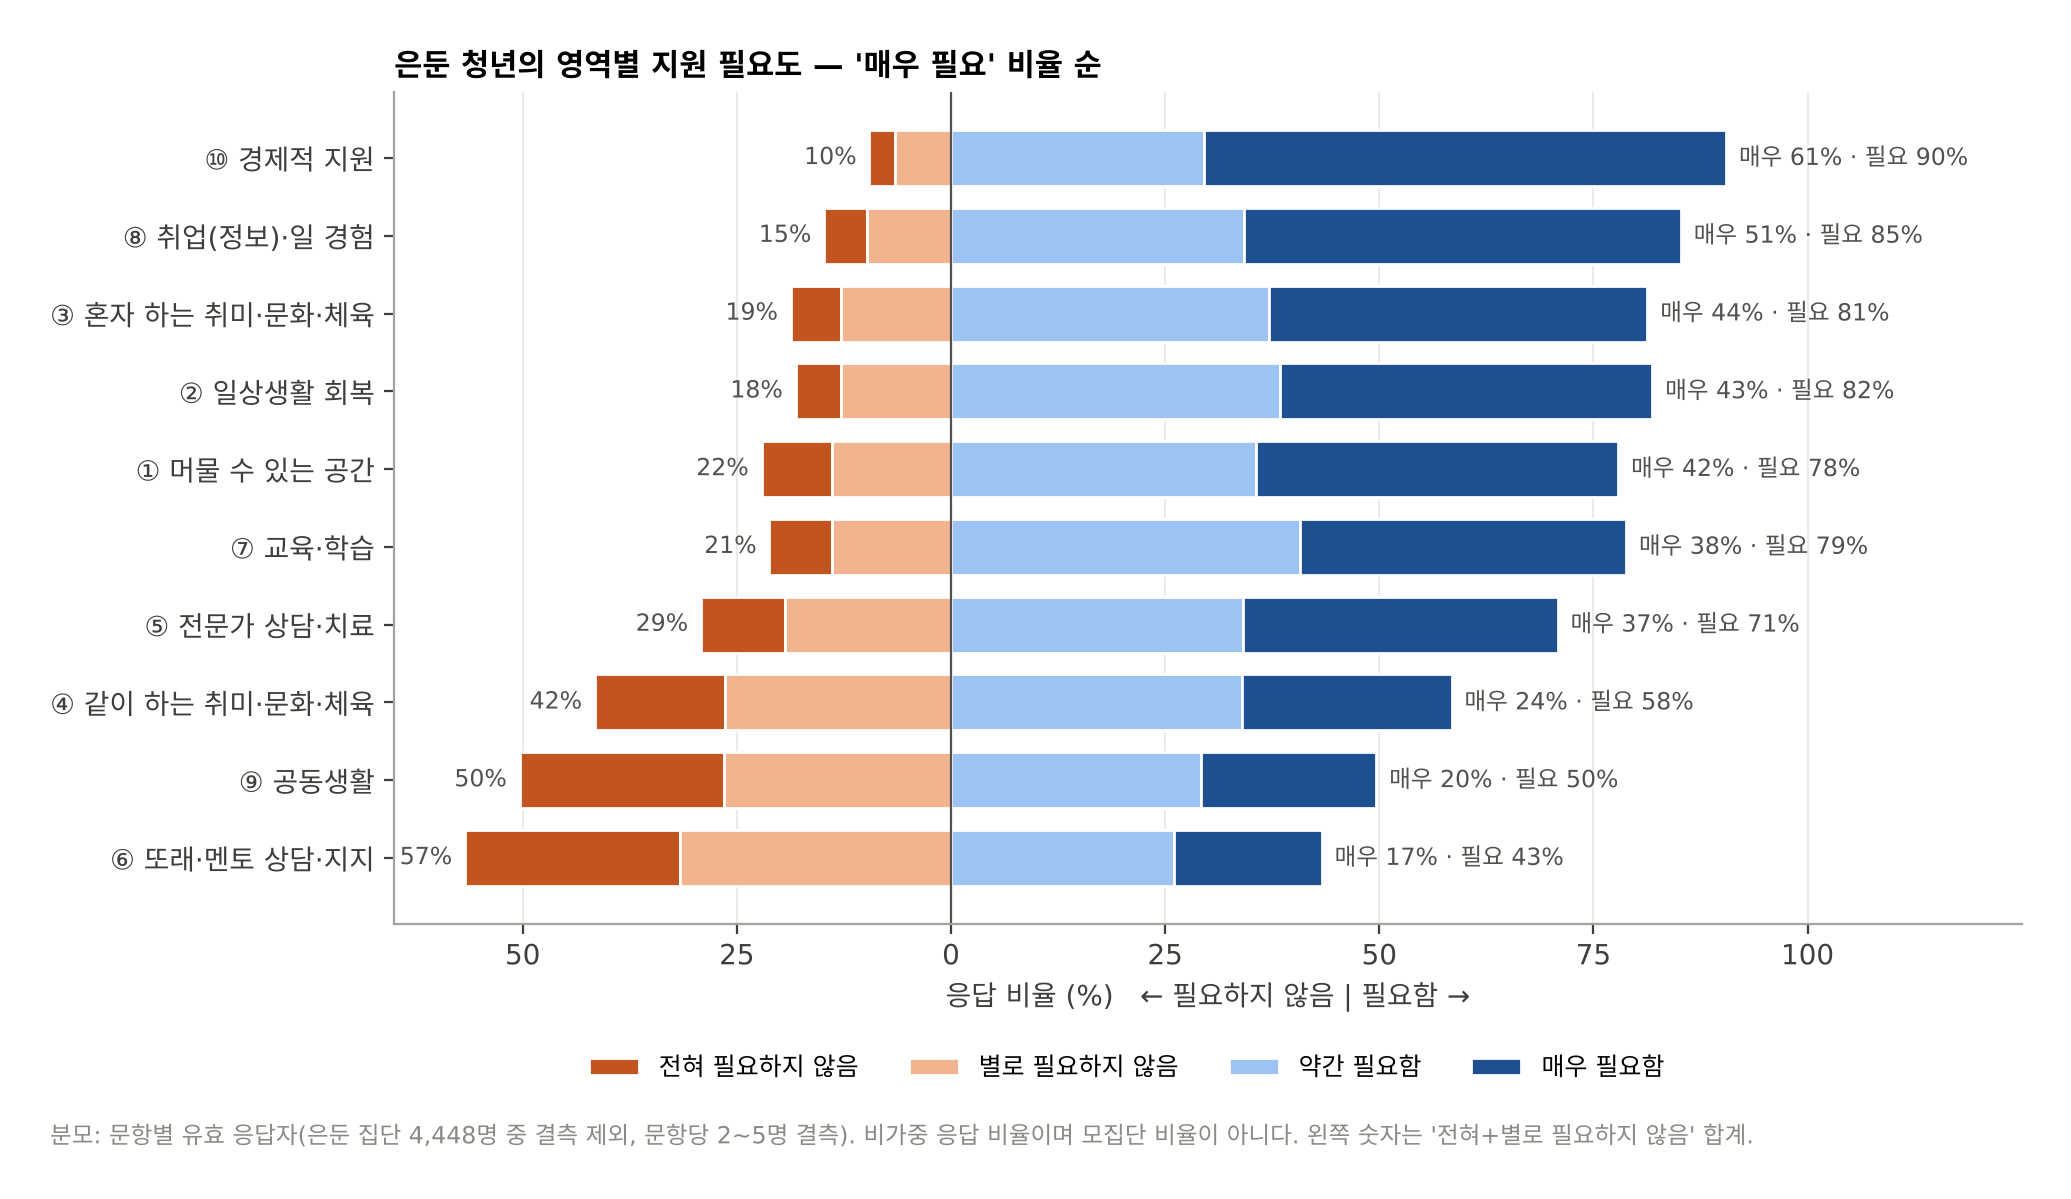 은둔 청년의 영역별 지원 필요도 — '매우 필요' 비율 순
⑩ 경제적 지원 10% 매우 61% · 필요 90%
⑧ 취업(정보)·일 경험 15% 매우 51% · 필요 85%
③ 혼자 하는 취미·문화·체육 19% 매우 44% · 필요 81%
② 일상생활 회복 18% 매우 43% · 필요 82%
① 머물 수 있는 공간 22% 매우 42% · 필요 78%
⑦ 교육·학습 21% 매우 38% · 필요 79%
⑤ 전문가 상담·치료 29% 매우 37% · 필요 71%
④ 같이 하는 취미·문화·체육 42% 매우 24% · 필요 58%
⑨ 공동생활 50% 매우 20% · 필요 50%
⑥ 또래·멘토 상담·지지 57% 매우 17% · 필요 43%
50 25 0 25 50 75 100
응답 비율 (%) ← 필요하지 않음 | 필요함 →
전혀 필요하지 않음 별로 필요하지 않음 약간 필요함 매우 필요함
분모: 문항별 유효 응답자(은둔 집단 4,448명 중 결측 제외, 문항당 2~5명 결측). 비가중 응답 비율이며 모집단 비율이 아니다. 왼쪽 숫자는 '전혀+별로 필요하지 않음' 합계.